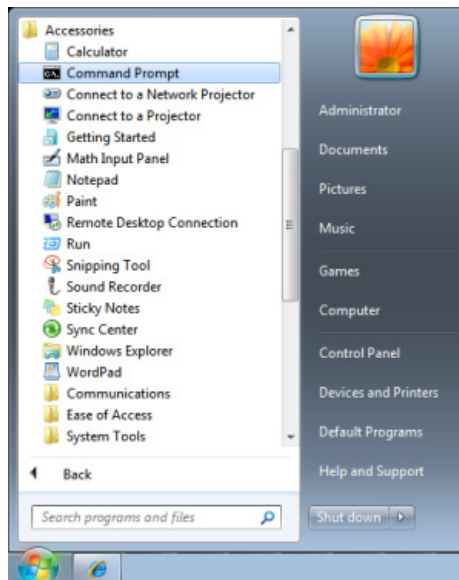 Accessories
Calculator
Command Prompt
Connect to a Network Projector
Connect to a Projector
Getting Started
Math Input Panel
Notepad
Paint
Remote Desktop Connection
Run
Snipping Tool
Sound Recorder
Sticky Notes
Sync Center
Windows Explorer
WordPad
Communications
Ease of Access
System Tools
Back
Search programs and files
Administrator
Documents
Pictures
Music
Games
Computer
Control Panel
Devices and Printers
Default Programs
Help and Support
Shut down